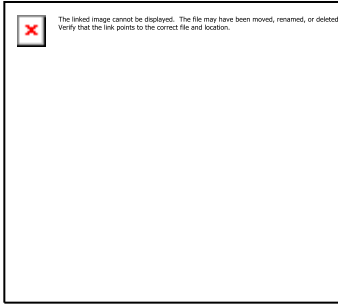 The linked image cannot be displayed. The file may have been moved, renamed, or deleted
Verify that the link points to the correct file and location.